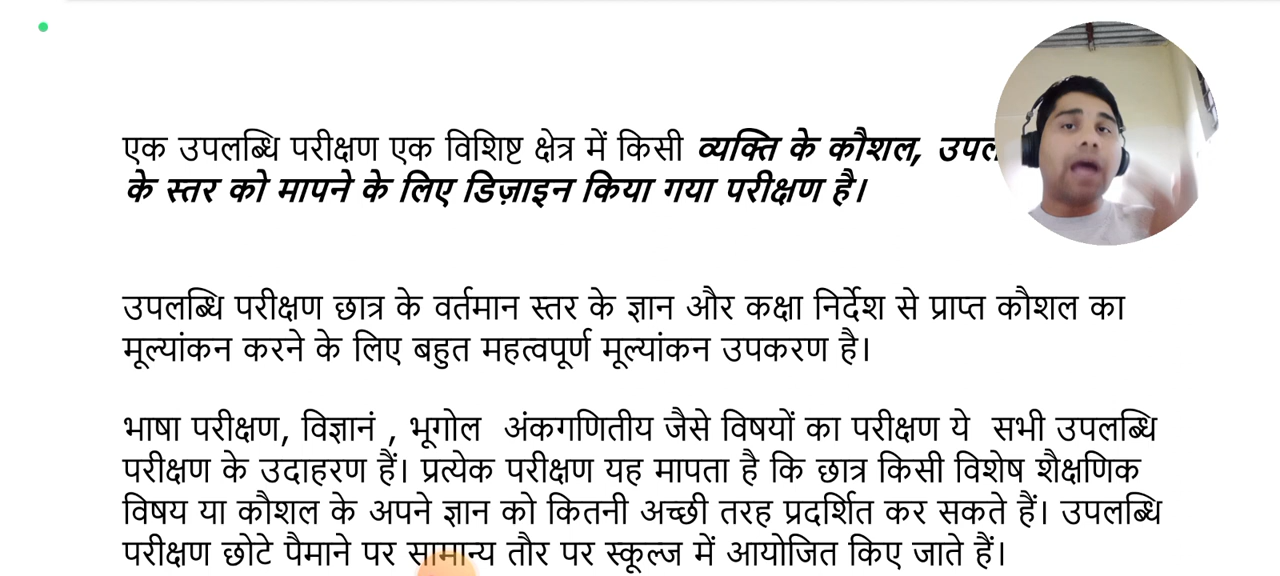 एक उपलब्धि परीक्षण एक विशिष्ट क्षेत्र में किसी व्यक्ति के कौशल,
के स्तर को मापने के लिए डिज़ाइन किया गया परीक्षण है।
उपलब्धि परीक्षण छात्र के वर्तमान स्तर के ज्ञान और कक्षा निर्देश से प्राप्त कौशल का
मूल्यांकन करने के लिए बहुत महत्वपूर्ण मूल्यांकन उपकरण है।
भाषा परीक्षण, विज्ञानं , भूगोल अंकगणितीय जैसे विषयों का परीक्षण ये सभी उपलब्धि
परीक्षण के उदाहरण हैं। प्रत्येक परीक्षण यह मापता है कि छात्र किसी विशेष शैक्षणिक
विषय या कौशल के अपने ज्ञान को कितनी अच्छी तरह प्रदर्शित कर सकते हैं। उपलब्धि
परीक्षण छोटे पैमाने पर सामान्य तौर पर स्कूल्ज में आयोजित किए जाते हैं।